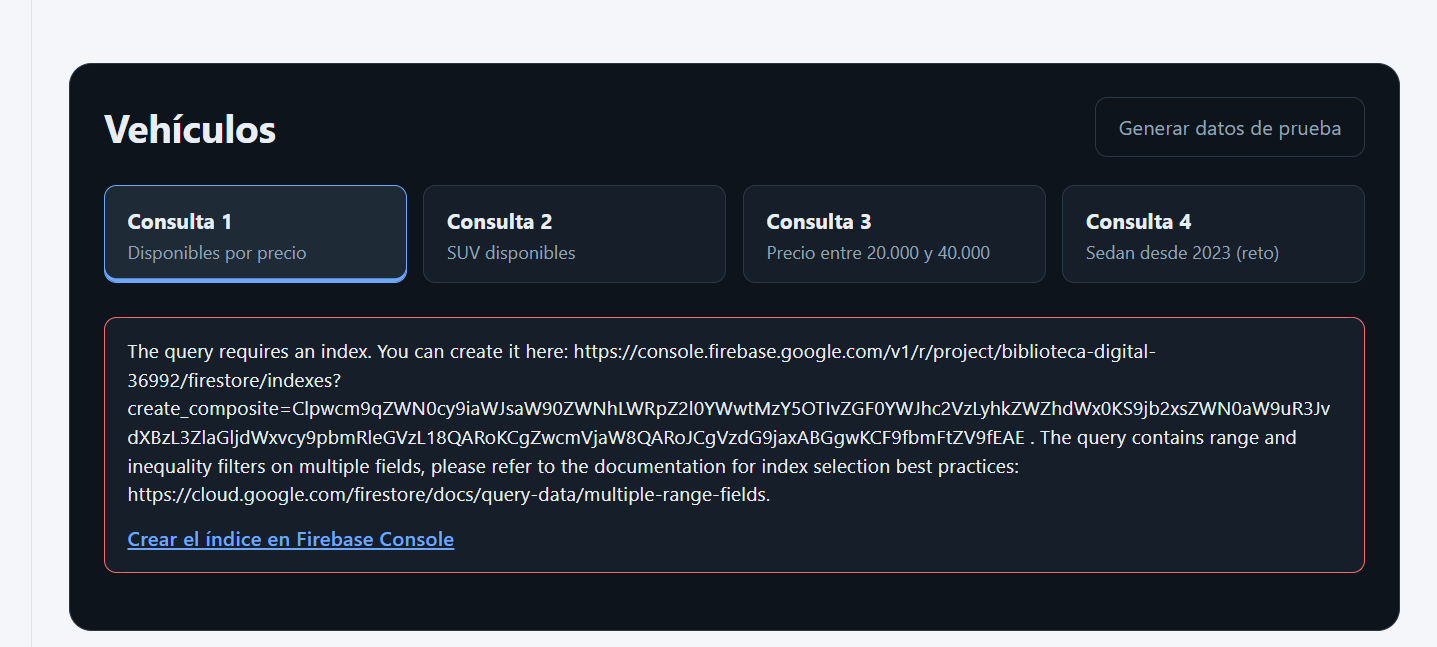 Vehículos
Generar datos de prueba
Consulta 1
Disponibles por precio
Consulta 2
SUV disponibles
Consulta 3
Precio entre 20.000 y 40.000
Consulta 4
Sedan desde 2023 (reto)
The query requires an index. You can create it here: https://console.firebase.google.com/v1/r/project/biblioteca-digital-
36992/firestore/indexes?
create_composite=Clpwcm9qZWN0cy9iaWJsaW90ZWNhLWRpZ2l0YWwtMzY5OTIvZGF0YWJhc2VzLyhkZWZhdWx0KS9jb2xsZWN0aW9uR3Jv
dXBzL3ZlaGljdWxvcy9pbmRleGVzL18QARoKCgZwcmVjaW8QARoJCgVzdG9jaxABGgwKCF9fbmFtZV9fEAE . The query contains range and
inequality filters on multiple fields, please refer to the documentation for index selection best practices:
https://cloud.google.com/firestore/docs/query-data/multiple-range-fields.
Crear el índice en Firebase Console